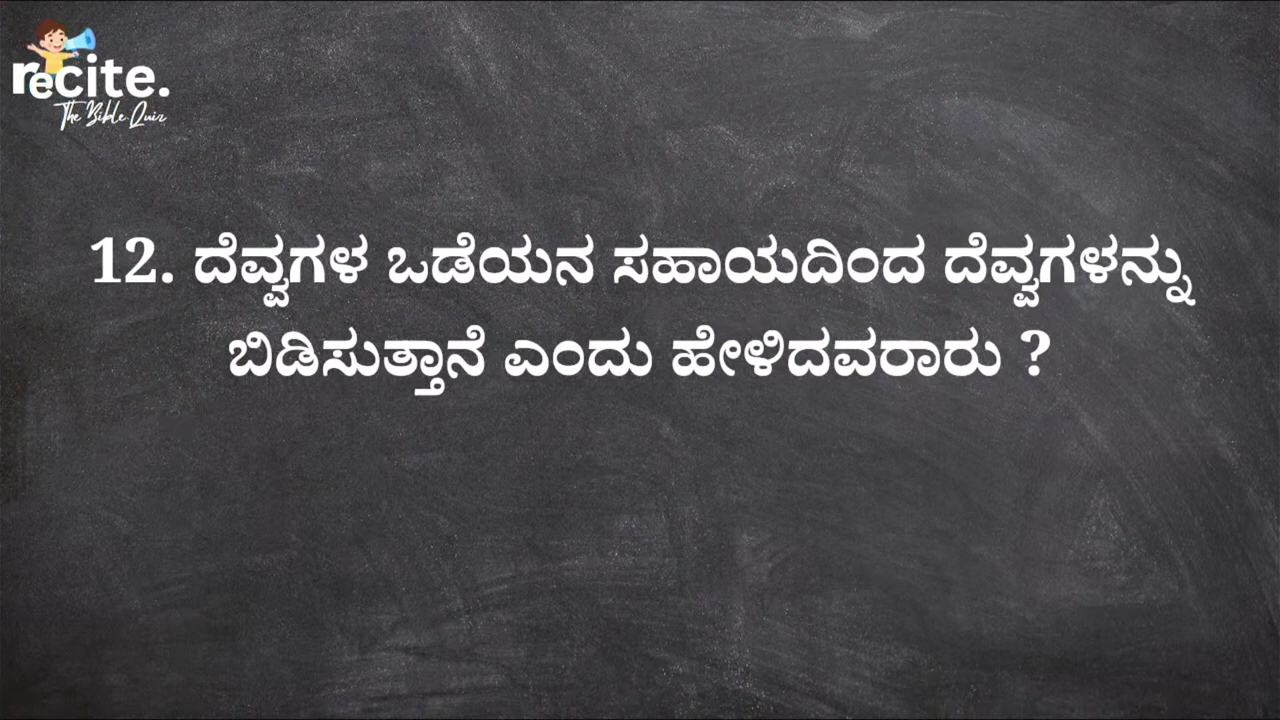 recite.
The Bible Quiz
12. ದೆವ್ವಗಳ ಒಡೆಯನ ಸಹಾಯದಿಂದ ದೆವ್ವಗಳನ್ನು
ಬಿಡಿಸುತ್ತಾನೆ ಎಂದು ಹೇಳಿದವರಾರು ?